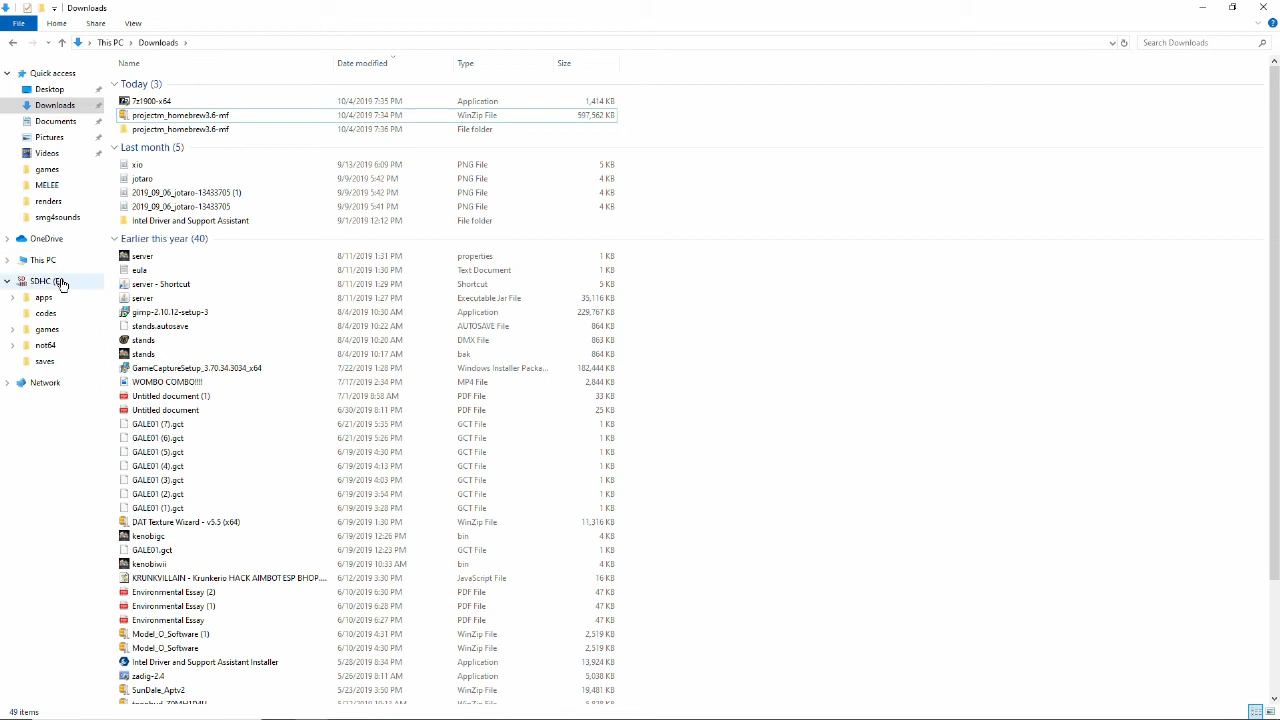 Downloads
File Home Share View
This PC Downloads Search Downloads
Name Date modified Type Size
Quick access
Desktop
Downloads
Documents
Pictures
Videos
games
MELEE
renders
smg4sounds
OneDrive
This PC
SDHC
apps
codes
games
not64
saves
Network
Today (3)
7z1900-x64 10/4/2019 7:35 PM Application 1,414 KB
projectm_homebrew3.6-mf 10/4/2019 7:34 PM WinZip File 597,562 KB
projectm_homebrew3.6-mf 10/4/2019 7:36 PM File folder
Last month (5)
xio 9/13/2019 6:09 PM PNG File 5 KB
jotaro 9/9/2019 5:42 PM PNG File 4 KB
2019_09_06_jotaro-13433705 (1) 9/9/2019 5:42 PM PNG File 4 KB
2019_09_06_jotaro-13433705 9/9/2019 5:41 PM PNG File 4 KB
Intel Driver and Support Assistant 9/1/2019 12:12 PM File folder
Earlier this year (40)
server 8/11/2019 1:31 PM properties 1 KB
eula 8/11/2019 1:30 PM Text Document 1 KB
server - Shortcut 8/11/2019 1:29 PM Shortcut 1 KB
server 8/11/2019 1:27 PM Executable Jar File 35,116 KB
gimp-2.10.12-setup-3 8/4/2019 10:30 AM Application 229,767 KB
stands.autosave 8/4/2019 10:22 AM AUTOSAVE File 864 KB
stands 8/4/2019 10:20 AM DMX File 863 KB
stands 8/4/2019 10:17 AM bak 864 KB
GameCaptureSetup_3.70.34.3034_x64 7/22/2019 1:28 PM Windows Installer Packa... 182,444 KB
WOMBO COMBO!!!! 7/17/2019 2:34 PM MP4 File 2,844 KB
Untitled document (1) 7/1/2019 8:58 AM PDF File 33 KB
Untitled document 6/30/2019 8:11 PM PDF File 25 KB
GALE01 (7).gct 6/21/2019 5:35 PM GCT File 1 KB
GALE01 (6).gct 6/21/2019 5:26 PM GCT File 1 KB
GALE01 (5).gct 6/19/2019 4:30 PM GCT File 1 KB
GALE01 (4).gct 6/19/2019 4:13 PM GCT File 1 KB
GALE01 (3).gct 6/19/2019 4:03 PM GCT File 1 KB
GALE01 (2).gct 6/19/2019 3:54 PM GCT File 1 KB
GALE01 (1).gct 6/19/2019 3:28 PM GCT File 1 KB
DAT Texture Wizard - v5.5 (x64) 6/19/2019 1:30 PM WinZip File 11,316 KB
kenobigc 6/19/2019 12:26 PM bin 4 KB
GALE01.gct 6/19/2019 12:23 PM GCT File 1 KB
kenobiwii 6/19/2019 10:33 AM bin 4 KB
KRUNKVILLAIN - Krunkerio HACK AIMBOT ESP BHOP.... 6/12/2019 3:30 PM JavaScript File 16 KB
Environmental Essay (2) 6/10/2019 6:30 PM PDF File 47 KB
Environmental Essay (1) 6/10/2019 6:28 PM PDF File 47 KB
Environmental Essay 6/10/2019 6:27 PM PDF File 47 KB
Model_O_Software (1) 6/10/2019 4:31 PM WinZip File 2,519 KB
Model_O_Software 6/10/2019 4:30 PM WinZip File 2,519 KB
Intel Driver and Support Assistant Installer 5/28/2019 8:34 PM Application 13,924 KB
zadig-2.4 5/26/2019 8:11 AM Application 5,038 KB
SunDale_Aptv2 5/23/2019 3:50 PM WinZip File 19,481 KB
49 items